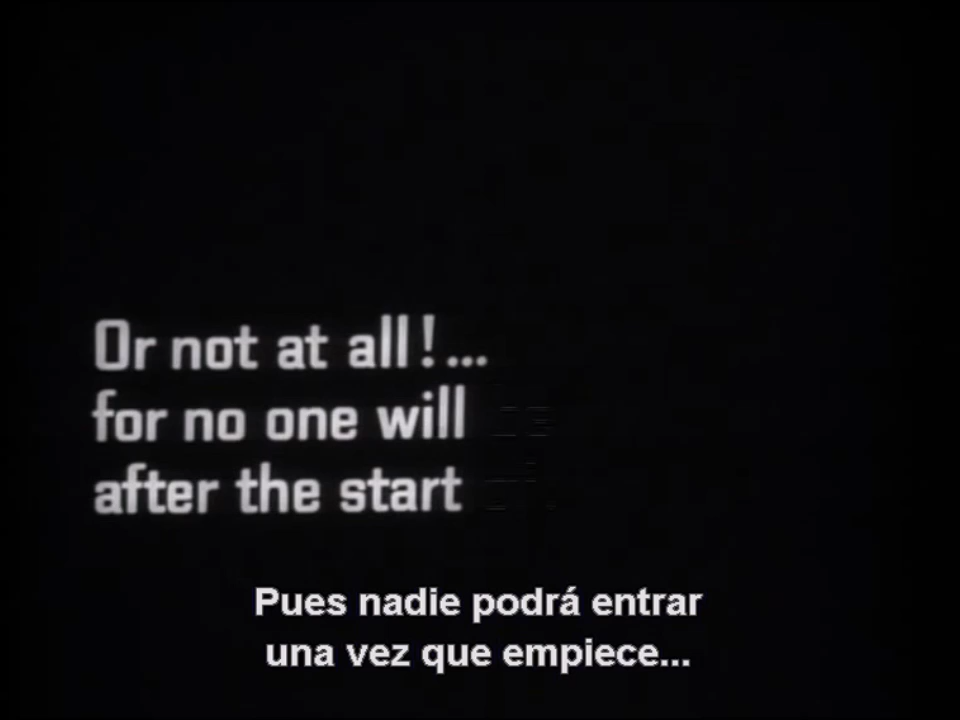 Or not at all!...
for no one will
after the start
Pues nadie podrá entrar
una vez que empiece...